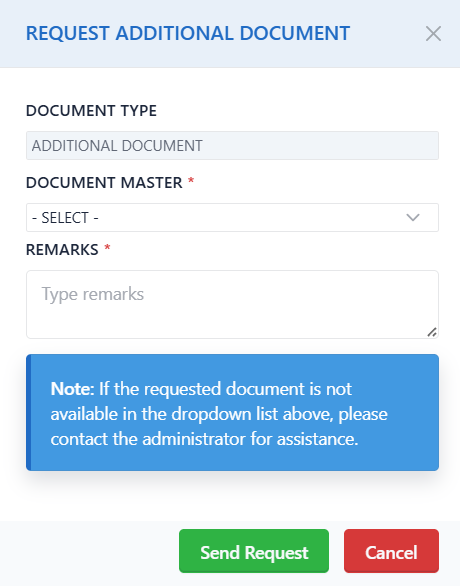 REQUEST ADDITIONAL DOCUMENT
DOCUMENT TYPE
ADDITIONAL DOCUMENT
DOCUMENT MASTER *
- SELECT -
REMARKS *
Type remarks
Note: If the requested document is not
available in the dropdown list above, please
contact the administrator for assistance.
Send Request
Cancel